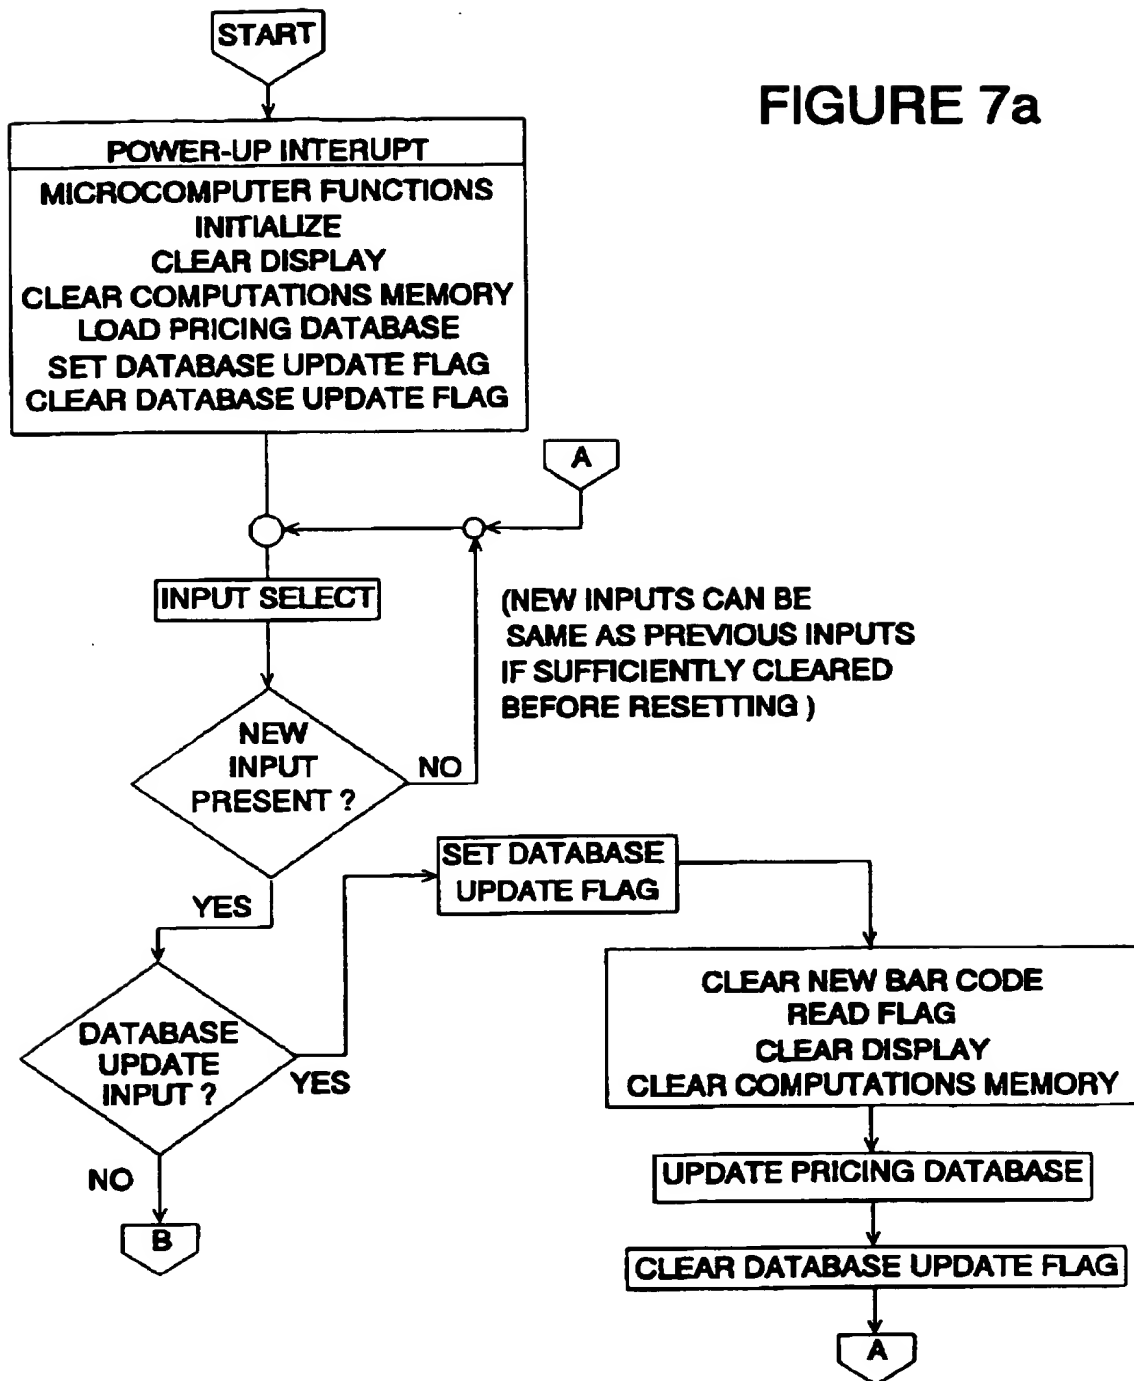 START
FIGURE 7a
POWER-UP INTERUPT
MICROCOMPUTER FUNCTIONS
INITIALIZE
CLEAR DISPLAY
CLEAR COMPUTATIONS MEMORY
LOAD PRICING DATABASE
SET DATABASE UPDATE FLAG
CLEAR DATABASE UPDATE FLAG
A
INPUT SELECT
(NEW INPUTS CAN BE
SAME AS PREVIOUS INPUTS
IF SUFFICIENTLY CLEARED
BEFORE RESETTING )
NEW
INPUT
PRESENT ?
NO
YES
SET DATABASE
UPDATE FLAG
DATABASE
UPDATE
INPUT ?
YES
NO
B
CLEAR NEW BAR CODE
READ FLAG
CLEAR DISPLAY
CLEAR COMPUTATIONS MEMORY
UPDATE PRICING DATABASE
CLEAR DATABASE UPDATE FLAG
A